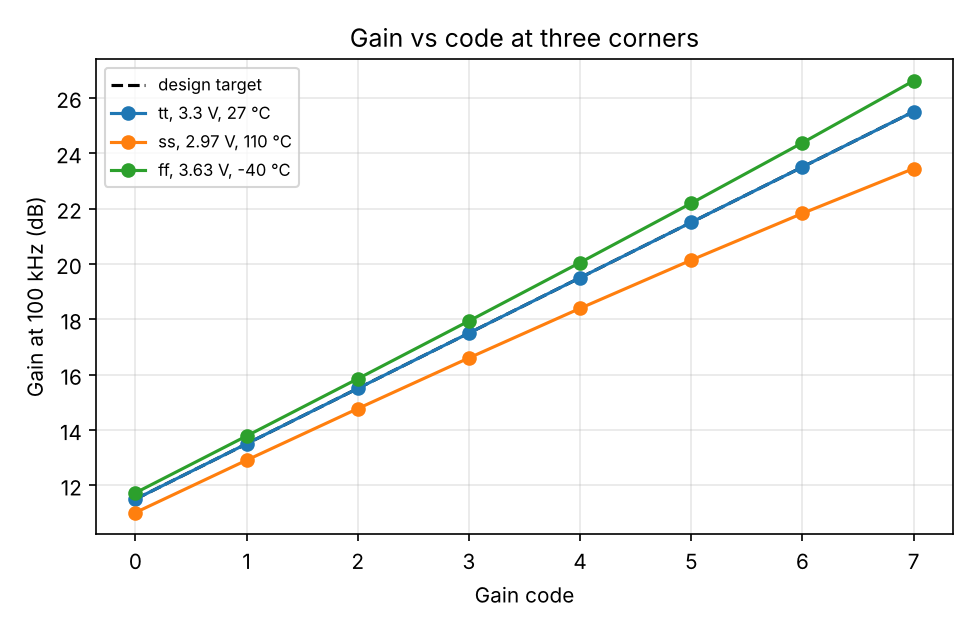 Gain vs code at three corners
design target
tt, 3.3 V, 27 °C
ss, 2.97 V, 110 °C
ff, 3.63 V, -40 °C
Gain at 100 kHz (dB)
26
24
22
20
18
16
14
12
0 1 2 3 4 5 6 7
Gain code